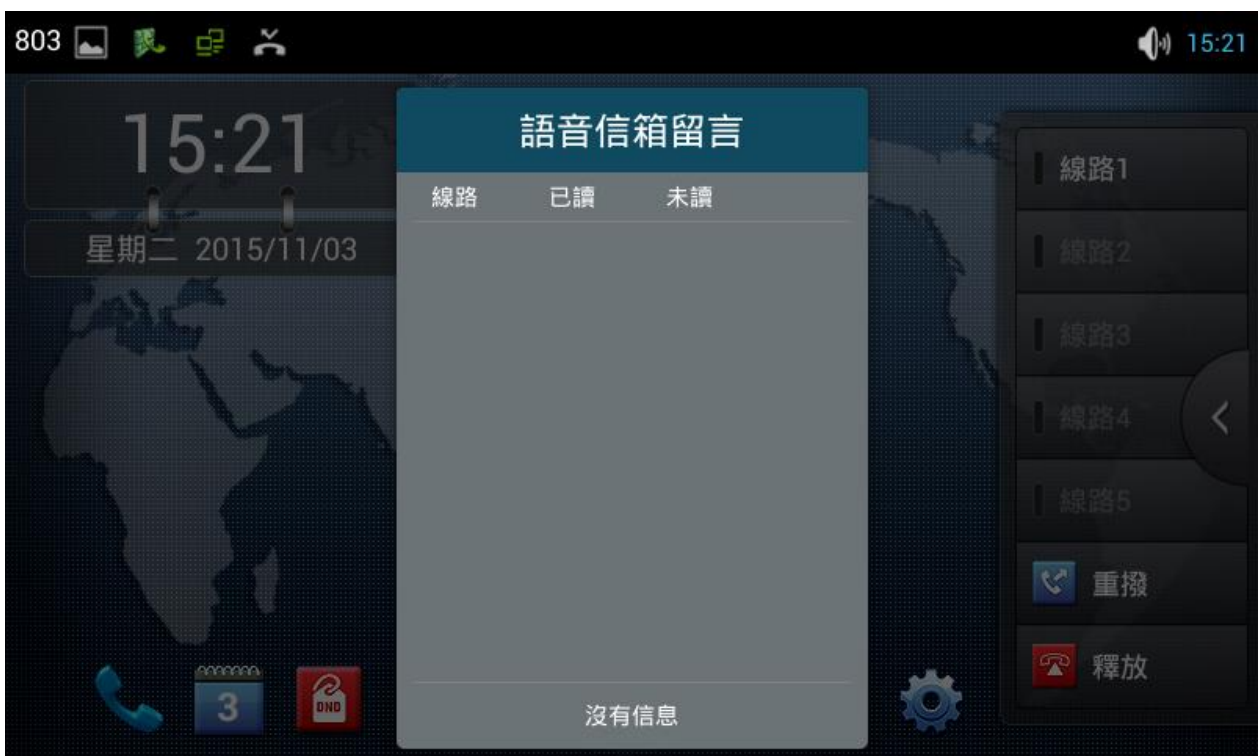 803
15:21
15:21
星期二 2015/11/03
語音信箱留言
線路 已讀 未讀
沒有信息
線路1
線路2
線路3
線路4
線路5
重撥
釋放
3
DND